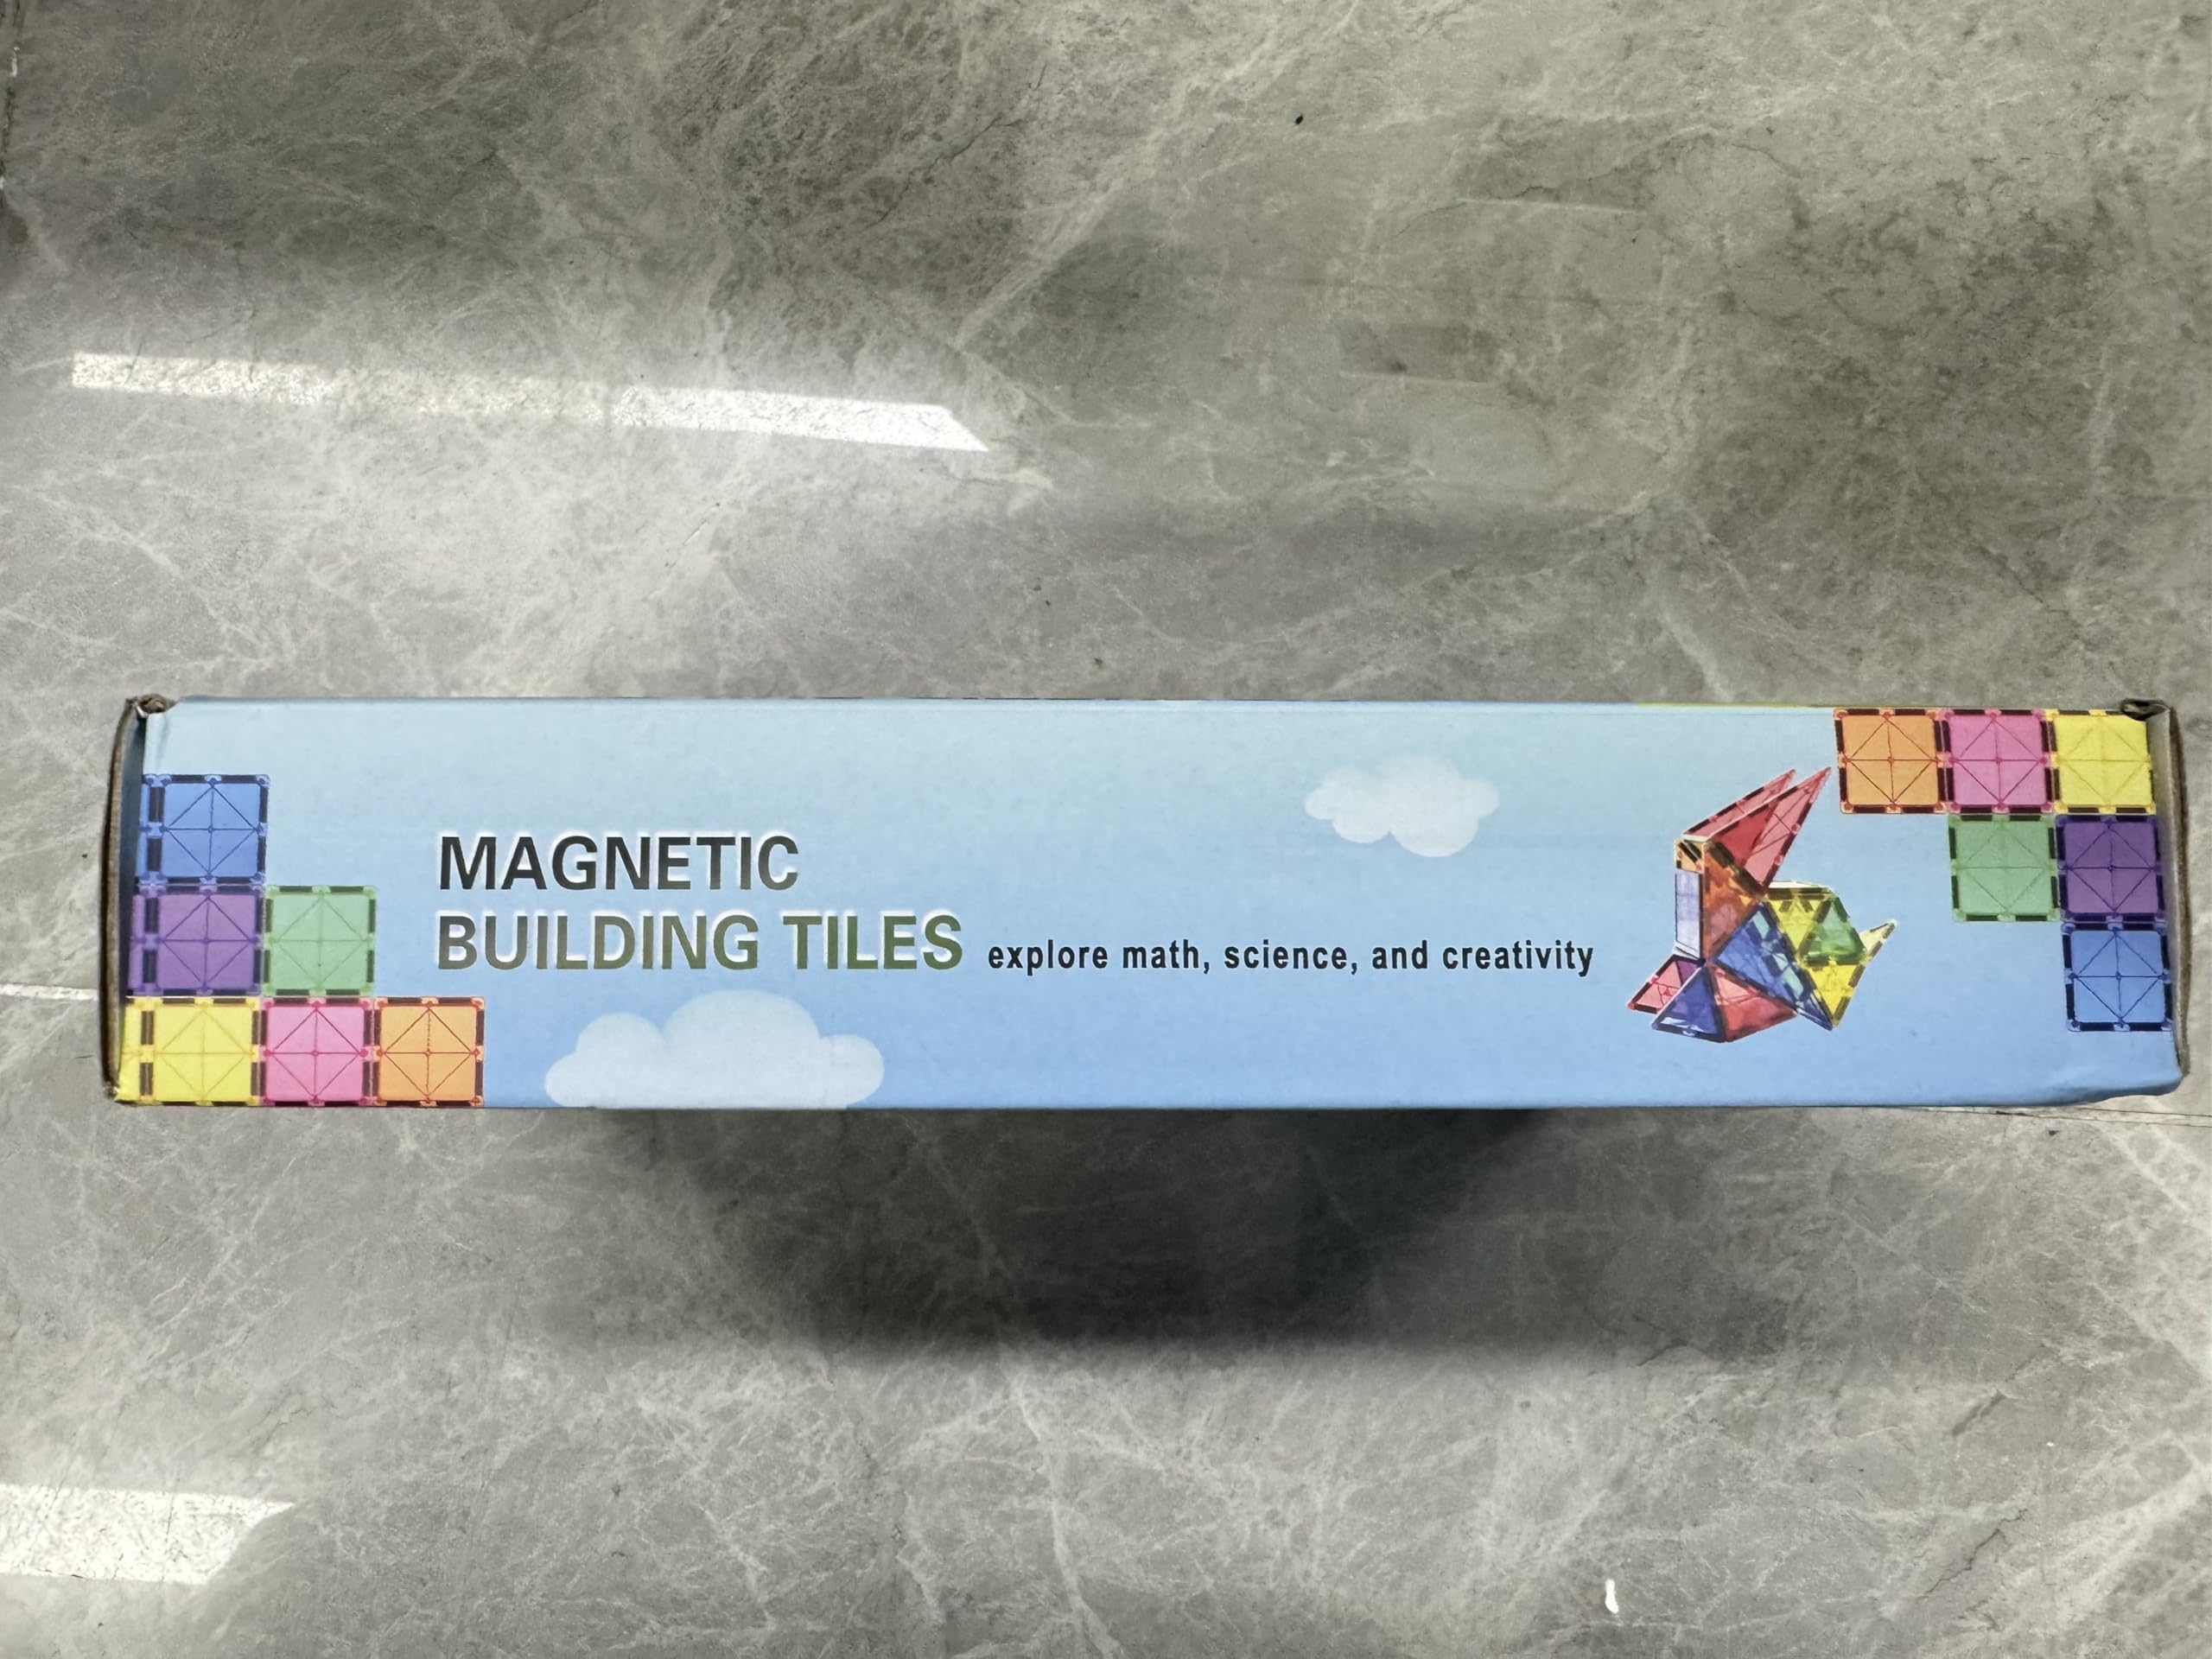 MAGNETIC
BUILDING TILES explore math, science, and creativity